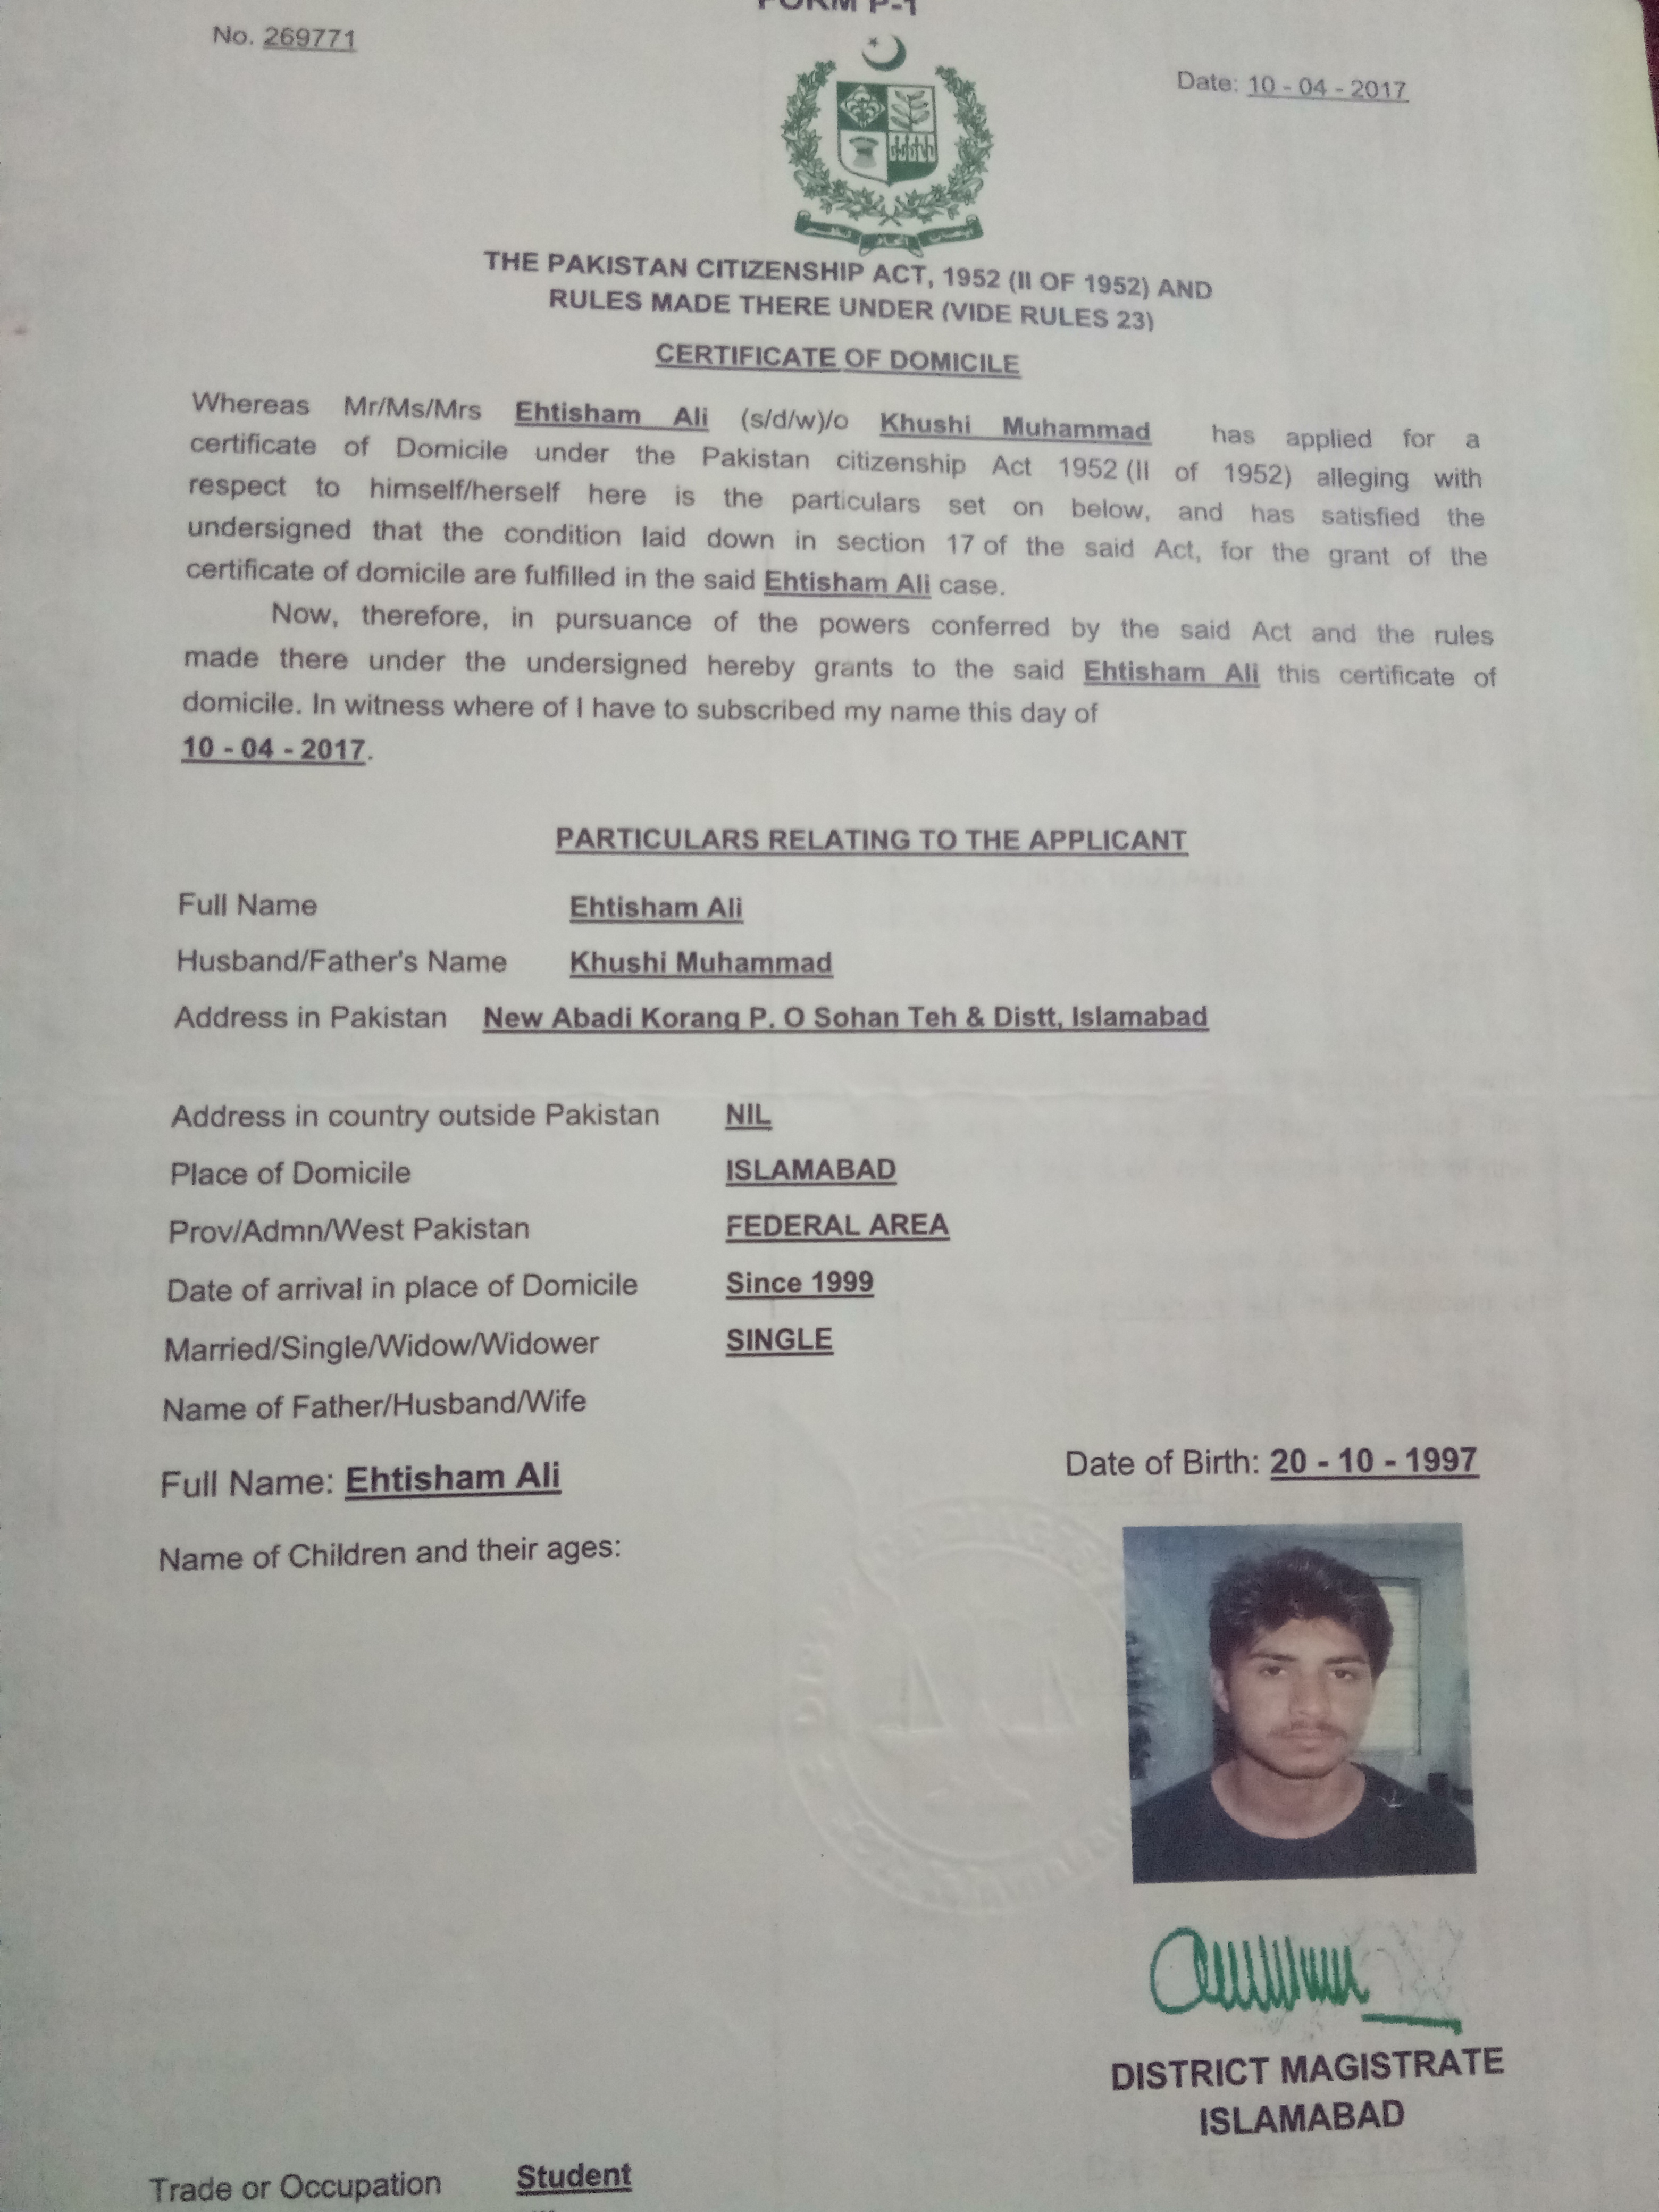 FORM P-1
No. 269771
Date: 10 - 04 - 2017
THE PAKISTAN CITIZENSHIP ACT, 1952 (II OF 1952) AND
RULES MADE THERE UNDER (VIDE RULES 23)
CERTIFICATE OF DOMICILE
Whereas Mr/Ms/Mrs Ehtisham Ali (s/d/w)/o Khushi Muhammad has applied for a
certificate of Domicile under the Pakistan citizenship Act 1952 (II of 1952) alleging with
respect to himself/herself here is the particulars set on below, and has satisfied the
undersigned that the condition laid down in section 17 of the said Act, for the grant of the
certificate of domicile are fulfilled in the said Ehtisham Ali case.
Now, therefore, in pursuance of the powers conferred by the said Act and the rules
made there under the undersigned hereby grants to the said Ehtisham Ali this certificate of
domicile. In witness where of I have to subscribed my name this day of
10 - 04 - 2017.
PARTICULARS RELATING TO THE APPLICANT
Full Name Ehtisham Ali
Husband/Father's Name Khushi Muhammad
Address in Pakistan New Abadi Korang P. O Sohan Teh & Distt, Islamabad
Address in country outside Pakistan NIL
Place of Domicile ISLAMABAD
Prov/Admn/West Pakistan FEDERAL AREA
Date of arrival in place of Domicile Since 1999
Married/Single/Widow/Widower SINGLE
Name of Father/Husband/Wife
Full Name: Ehtisham Ali Date of Birth: 20 - 10 - 1997
Name of Children and their ages:
DISTRICT MAGISTRATE
ISLAMABAD
Trade or Occupation Student